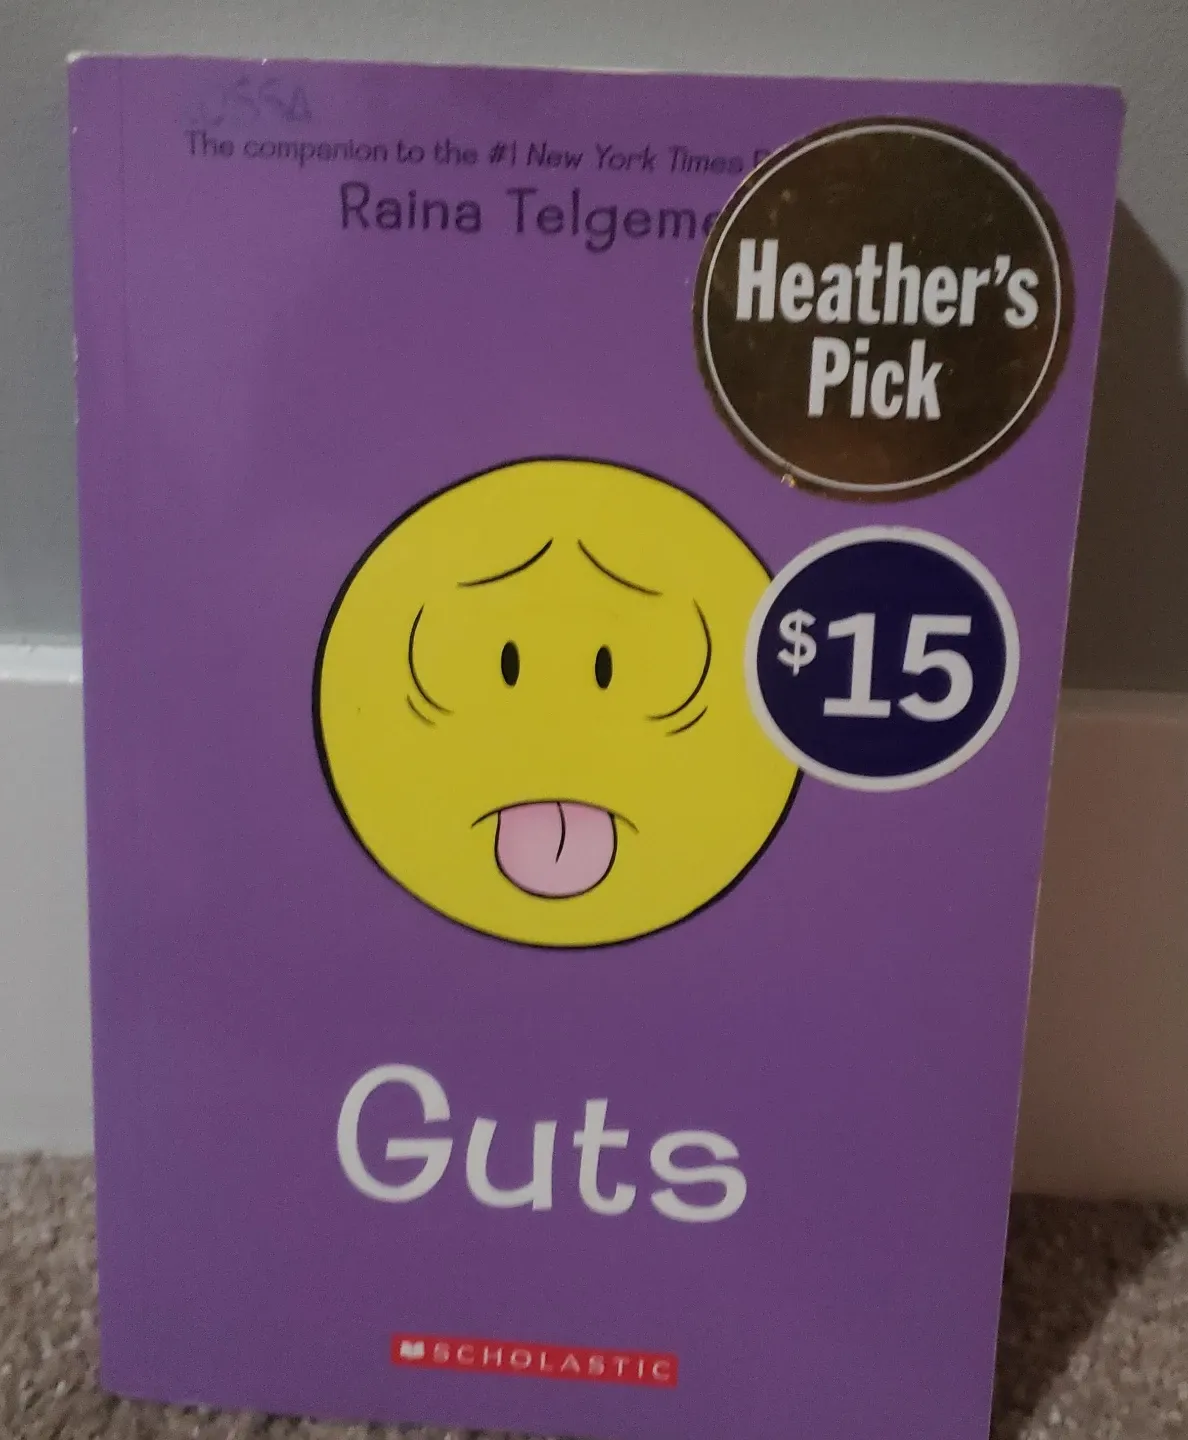 The companion to the #1 New York Times
Raina Telgeme
Heather's
Pick
$15
Guts
SCHOLASTIC